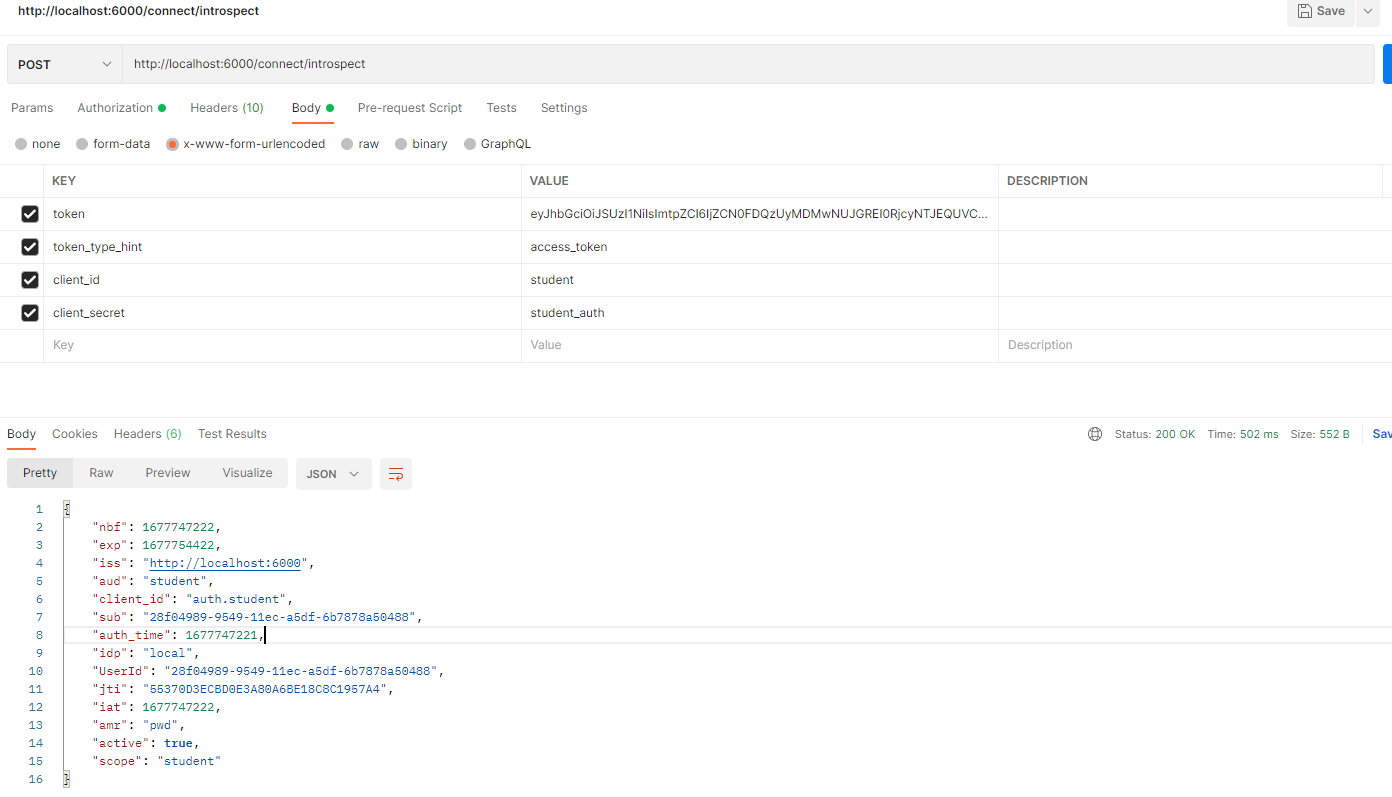 http://localhost:6000/connect/introspect
Save
POST
http://localhost:6000/connect/introspect
Params Authorization Headers (10) Body Pre-request Script Tests Settings
none form-data x-www-form-urlencoded raw binary GraphQL
KEY VALUE DESCRIPTION
token eyJhbGciOiJSUzI1NiIsImtpZCI6IjZCN0FDQzUyMDMwNUJGREI0RjcyNTJEQUVC...
token_type_hint access_token
client_id student
client_secret student_auth
Key Value Description
Body Cookies Headers (6) Test Results Status: 200 OK Time: 502 ms Size: 552 B Sav
Pretty Raw Preview Visualize JSON
1 {
2 "nbf": 1677747222,
3 "exp": 1677754422,
4 "iss": "http://localhost:6000",
5 "aud": "student",
6 "client_id": "auth.student",
7 "sub": "28f04989-9549-11ec-a5df-6b7878a50488",
8 "auth_time": 1677747221,
9 "idp": "local",
10 "UserId": "28f04989-9549-11ec-a5df-6b7878a50488",
11 "jti": "55370D3ECBD0E3A80A6BE18C8C1957A4",
12 "iat": 1677747222,
13 "amr": "pwd",
14 "active": true,
15 "scope": "student"
16 }